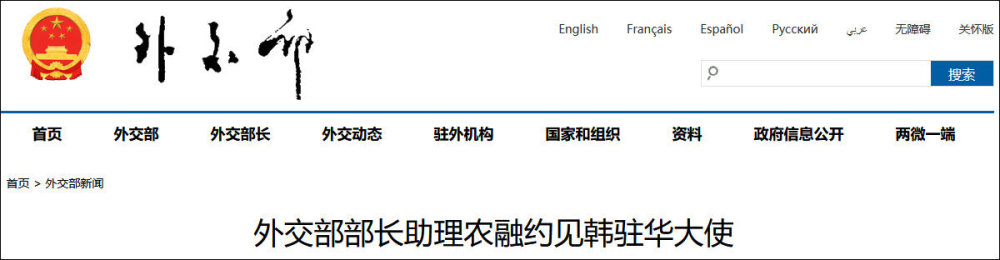 外交部
English Français Español Русский عربي 无障碍 关怀版
搜索
首页 外交部 外交部长 外交动态 驻外机构 国家和组织 资料 政府信息公开 两微一端
首页 > 外交部新闻
外交部部长助理农融约见韩驻华大使